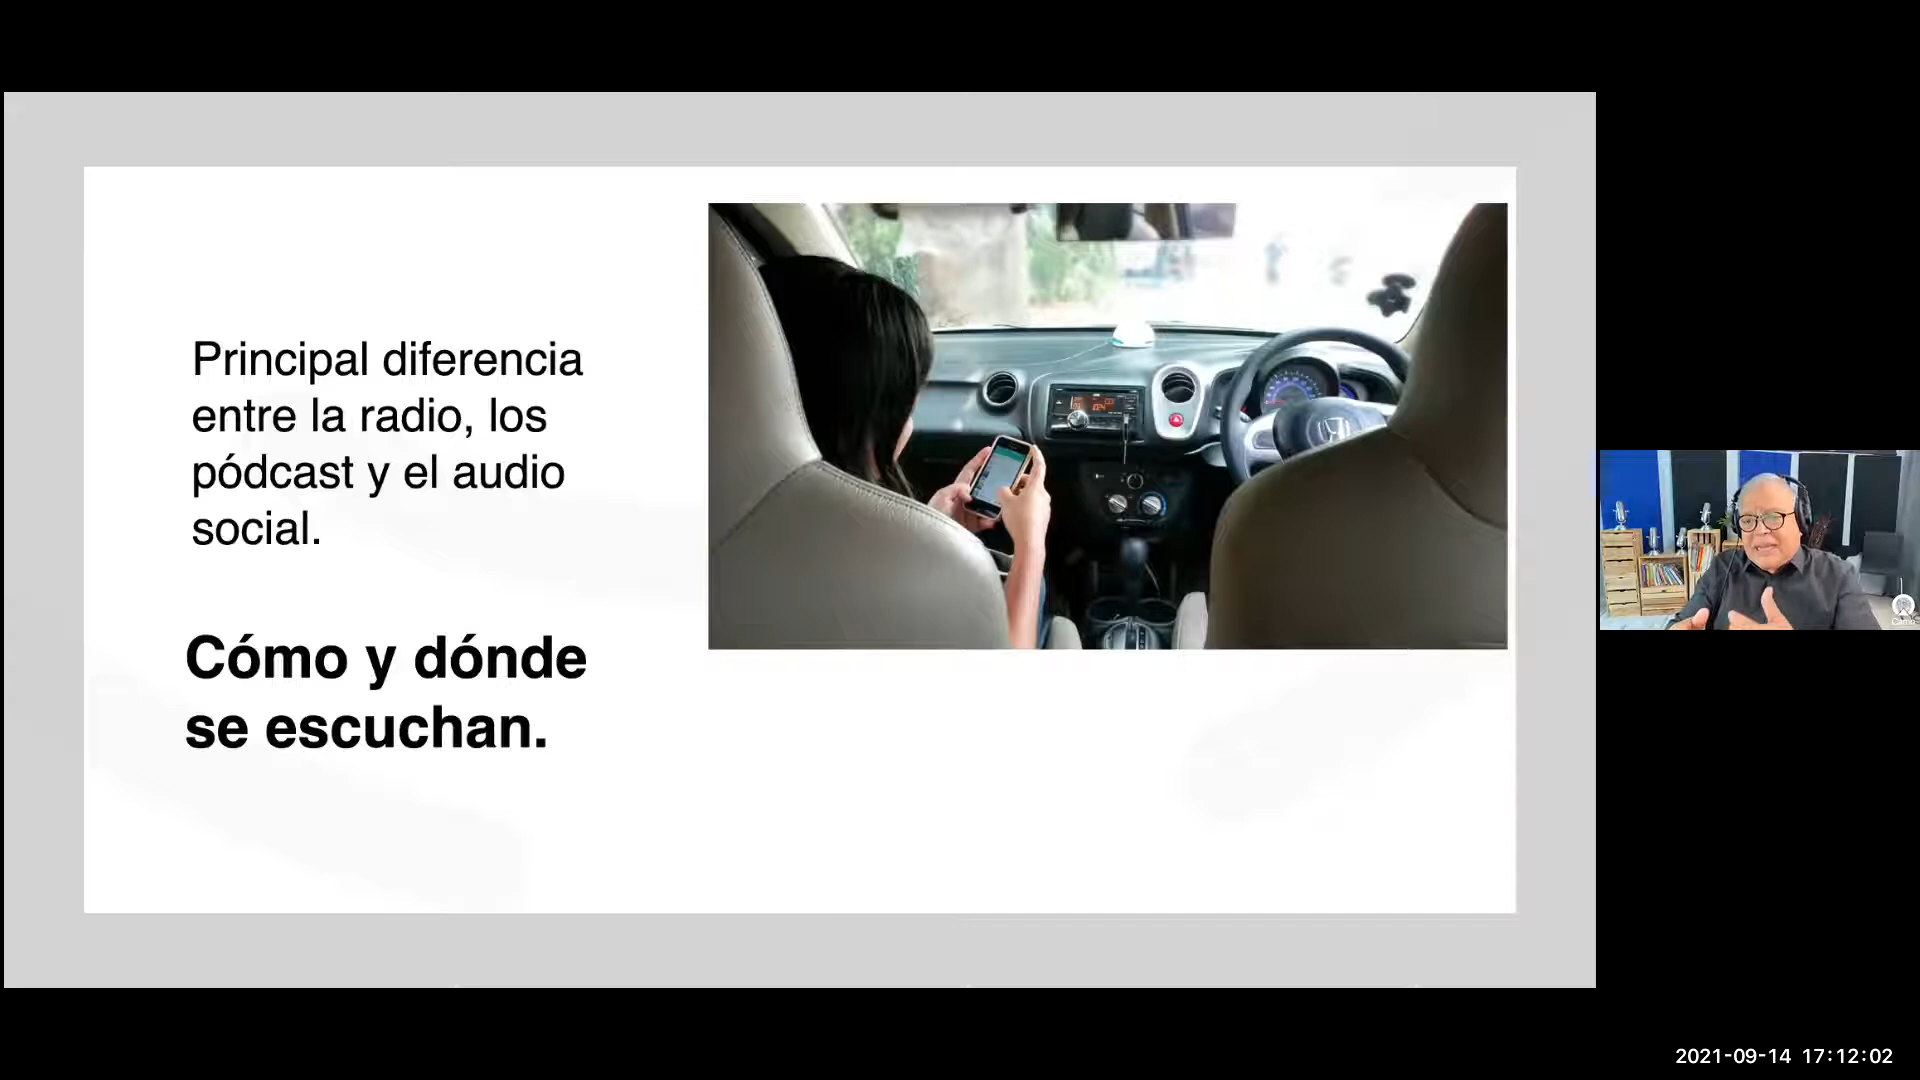 Principal diferencia
entre la radio, los
pódcast y el audio
social.
Cómo y dónde
se escuchan.
2021-09-14 17:12:02